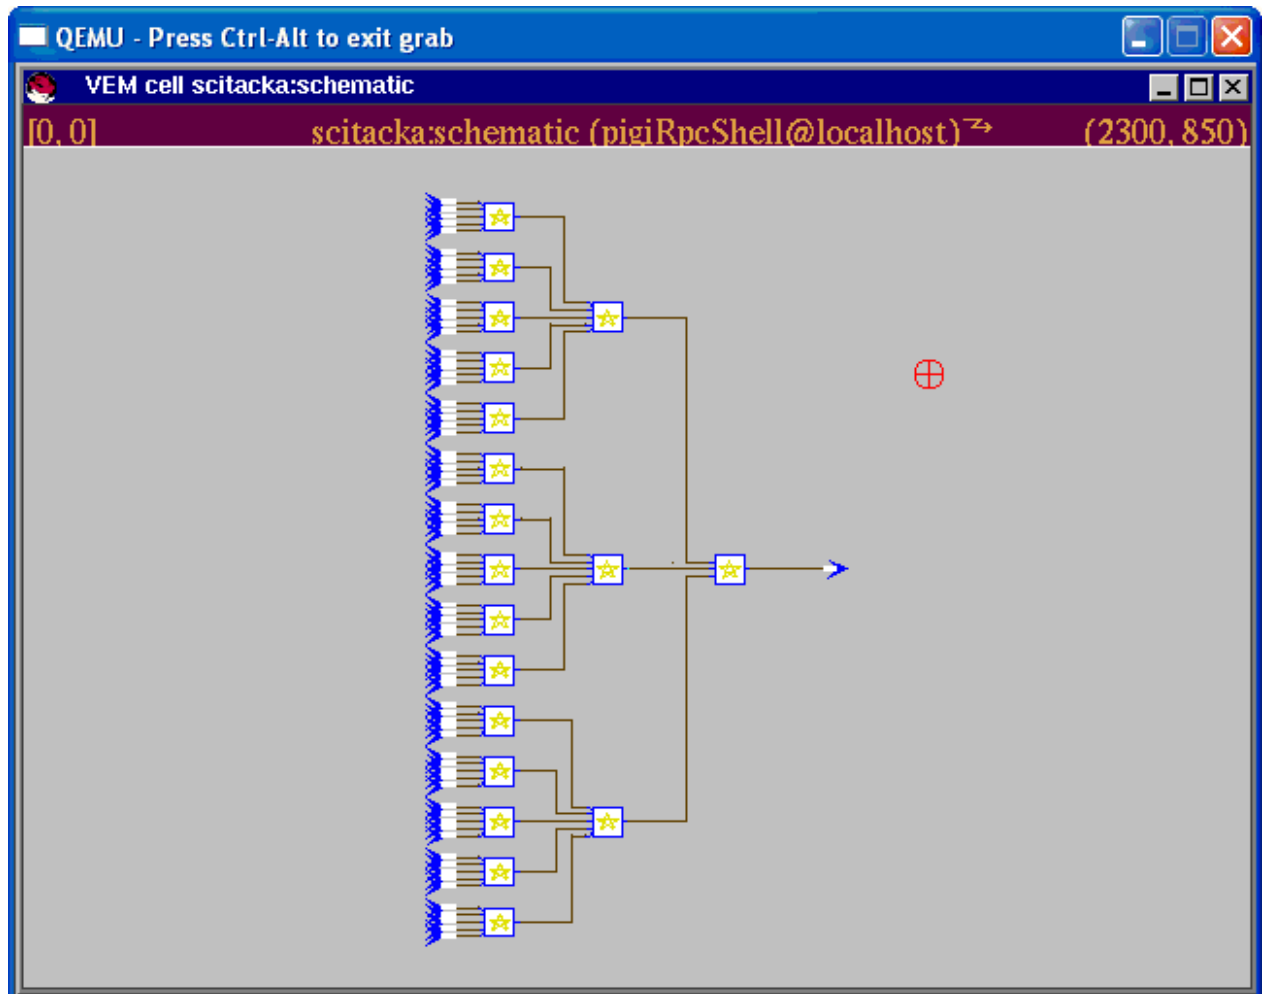 QEMU - Press Ctrl-Alt to exit grab
VEM cell scitacka:schematic
[0, 0] scitacka:schematic (pigiRpcShell@localhost) (2300, 850)